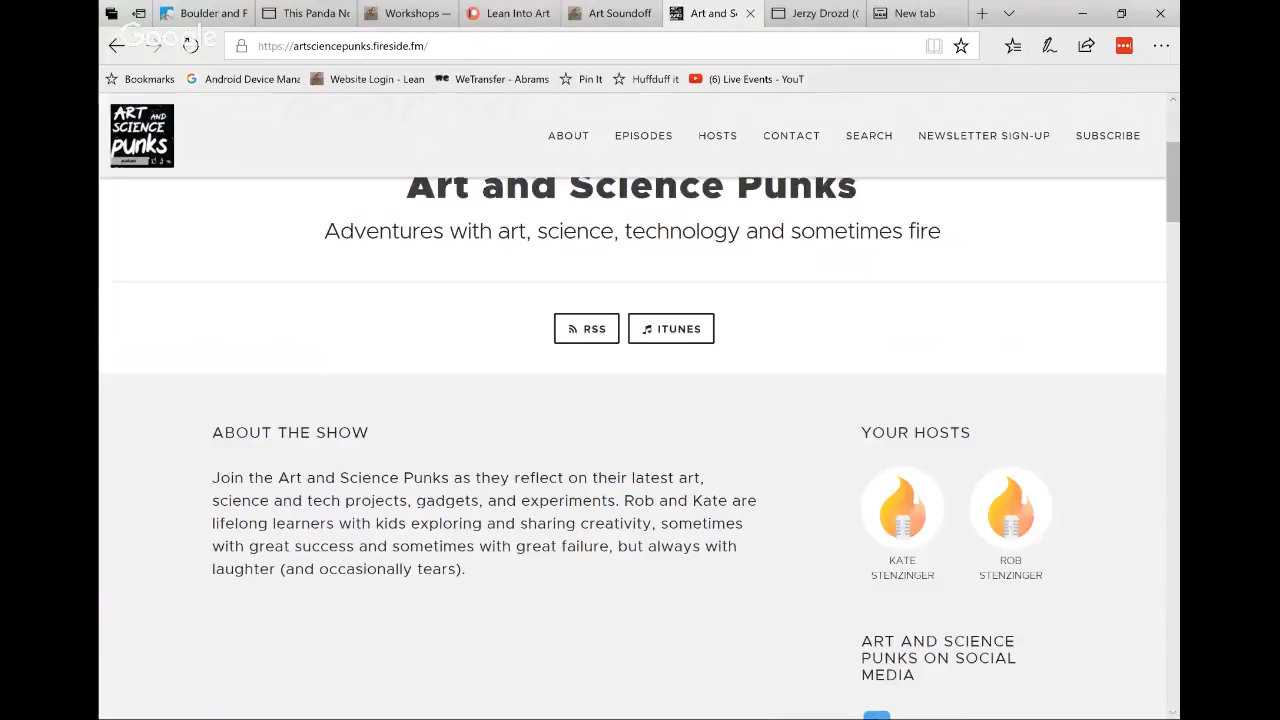 Boulder and F
This Panda Ne
Workshops —
Lean Into Art
Art Soundoff
Art and Sc
Jerzy Drozd (
New tab
Google
https://artsciencepunks.fireside.fm/
Bookmarks
Android Device Mana
Website Login - Lean
WeTransfer - Abrams
Pin It
Huffduff it
(6) Live Events - YouT
ART AND
SCIENCE
punks
ABOUT
EPISODES
HOSTS
CONTACT
SEARCH
NEWSLETTER SIGN-UP
SUBSCRIBE
Art and Science Punks
Adventures with art, science, technology and sometimes fire
RSS
ITUNES
ABOUT THE SHOW
Join the Art and Science Punks as they reflect on their latest art,
science and tech projects, gadgets, and experiments. Rob and Kate are
lifelong learners with kids exploring and sharing creativity, sometimes
with great success and sometimes with great failure, but always with
laughter (and occasionally tears).
YOUR HOSTS
KATE
STENZINGER
ROB
STENZINGER
ART AND SCIENCE
PUNKS ON SOCIAL
MEDIA